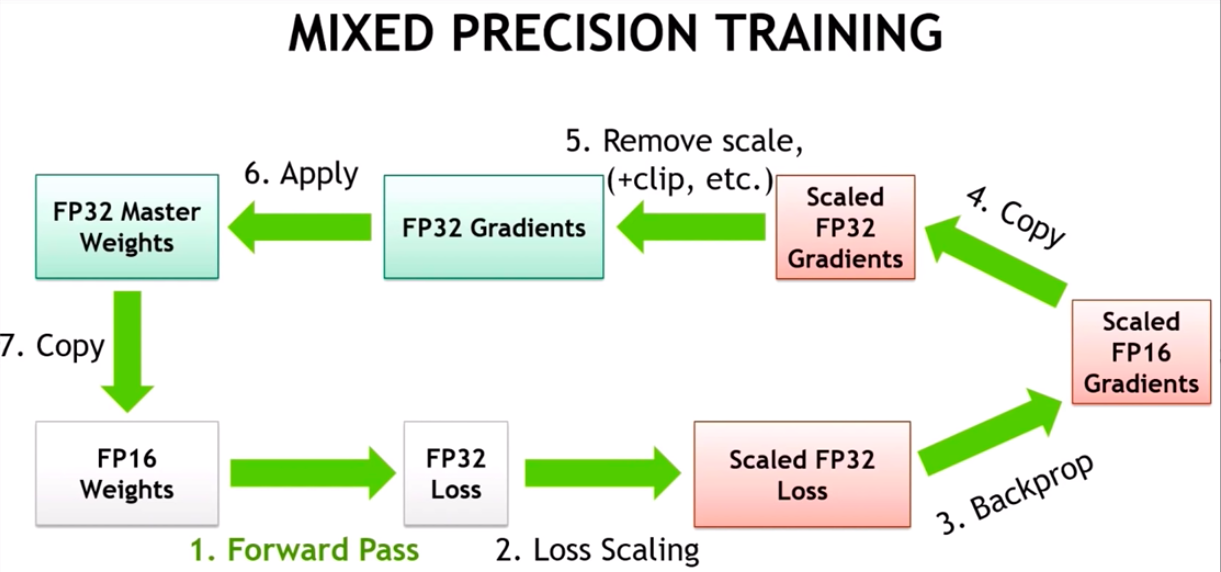 MIXED PRECISION TRAINING
5. Remove scale,
(+clip, etc.)
6. Apply
4. Copy
FP32 Master
Weights
FP32 Gradients
Scaled
FP32
Gradients
Scaled
FP16
Gradients
7. Copy
FP16
Weights
FP32
Loss
Scaled FP32
Loss
3. Backprop
1. Forward Pass
2. Loss Scaling